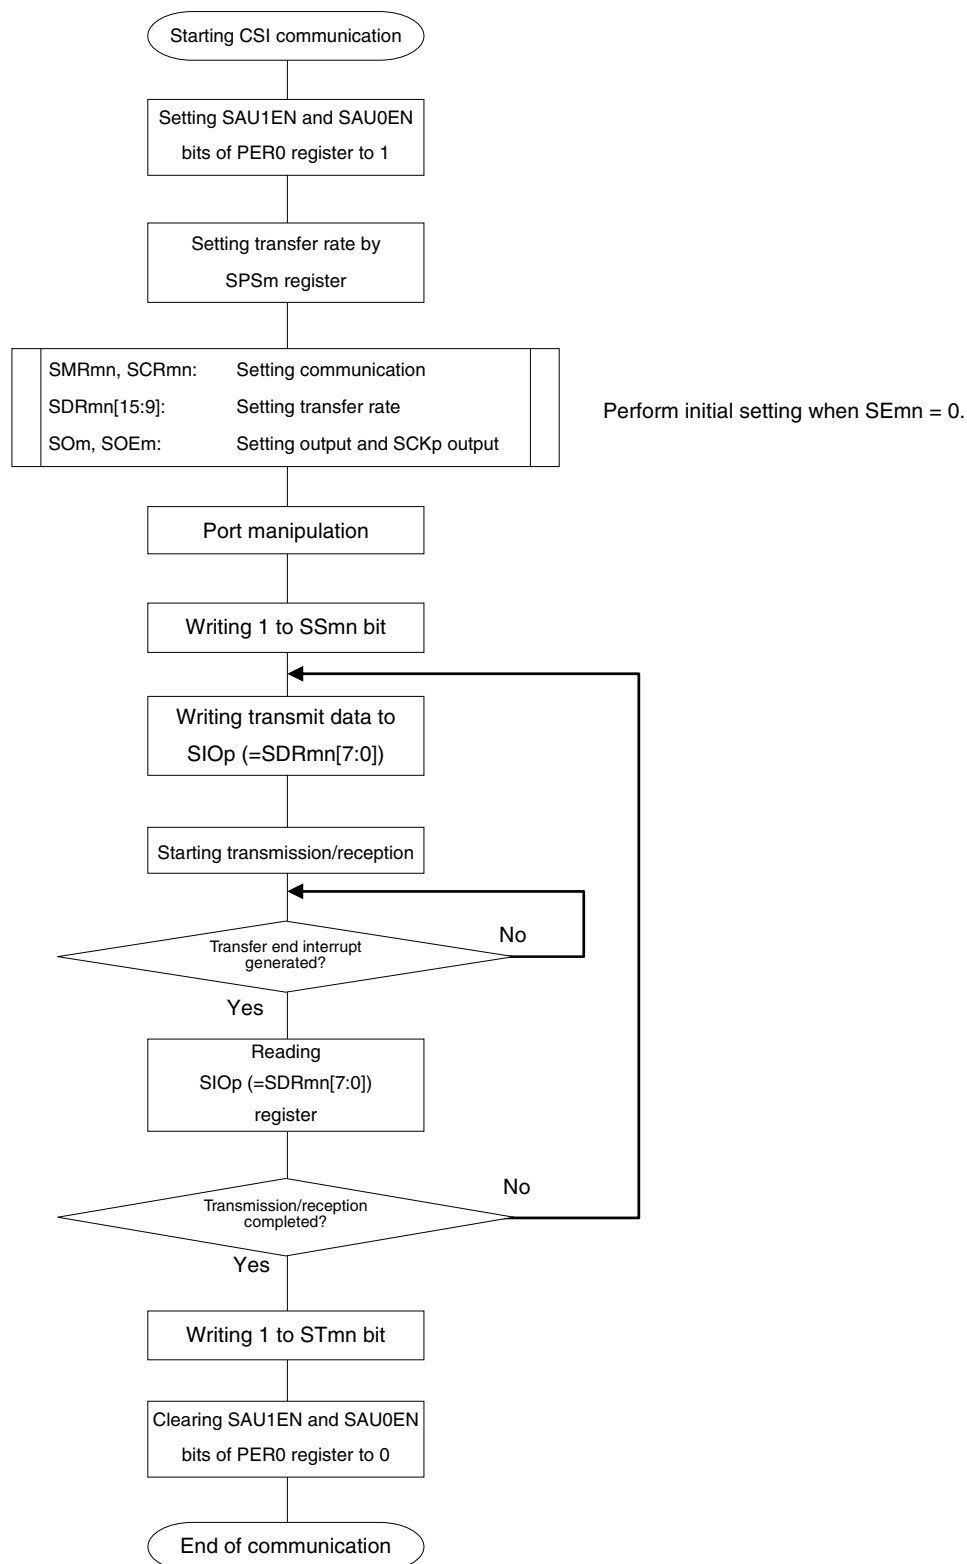 Starting CSI communication
Setting SAU1EN and SAU0EN
bits of PER0 register to 1
Setting transfer rate by
SPSm register
SMRmn, SCRmn: Setting communication
SDRmn[15:9]: Setting transfer rate
SOm, SOEm: Setting output and SCKp output
Perform initial setting when SEmn = 0.
Port manipulation
Writing 1 to SSmn bit
Writing transmit data to
SIOp (=SDRmn[7:0])
Starting transmission/reception
Transfer end interrupt
generated?
No
Yes
Reading
SIOp (=SDRmn[7:0])
register
Transmission/reception
completed?
No
Yes
Writing 1 to STmn bit
Clearing SAU1EN and SAU0EN
bits of PER0 register to 0
End of communication